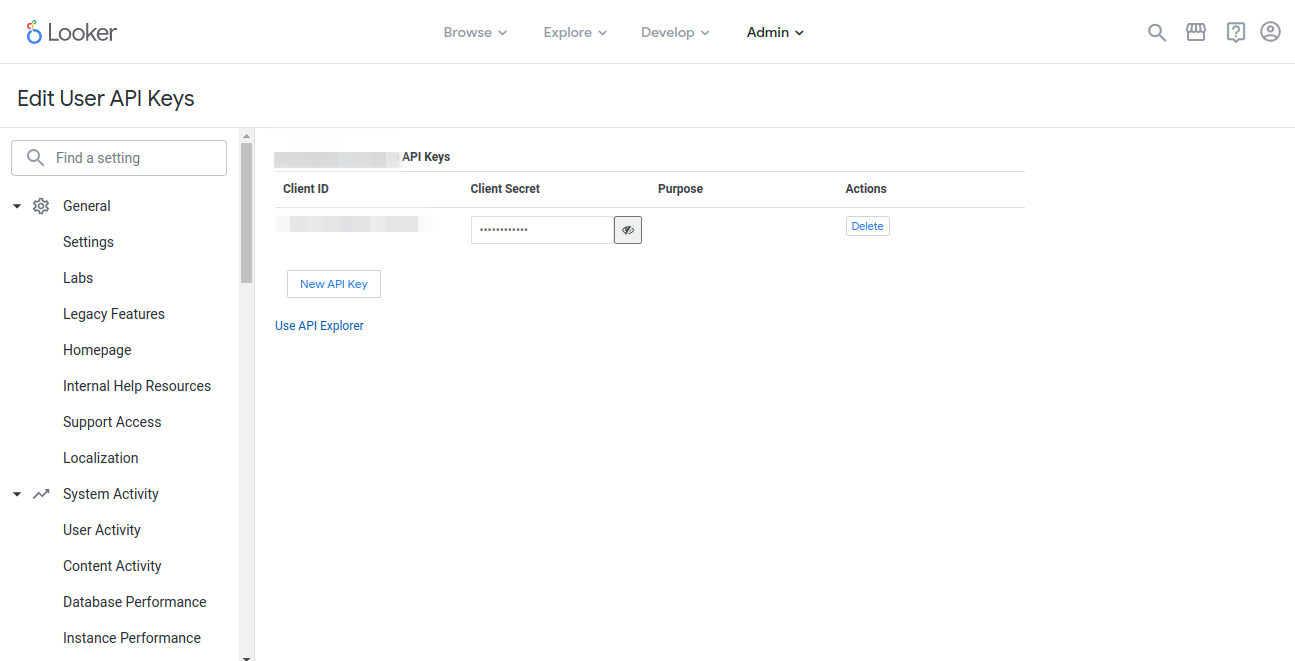 Looker
Browse Explore Develop Admin
Edit User API Keys
Find a setting
General
Settings
Labs
Legacy Features
Homepage
Internal Help Resources
Support Access
Localization
System Activity
User Activity
Content Activity
Database Performance
Instance Performance
API Keys
Client ID Client Secret Purpose Actions
•••••••••••• Delete
New API Key
Use API Explorer